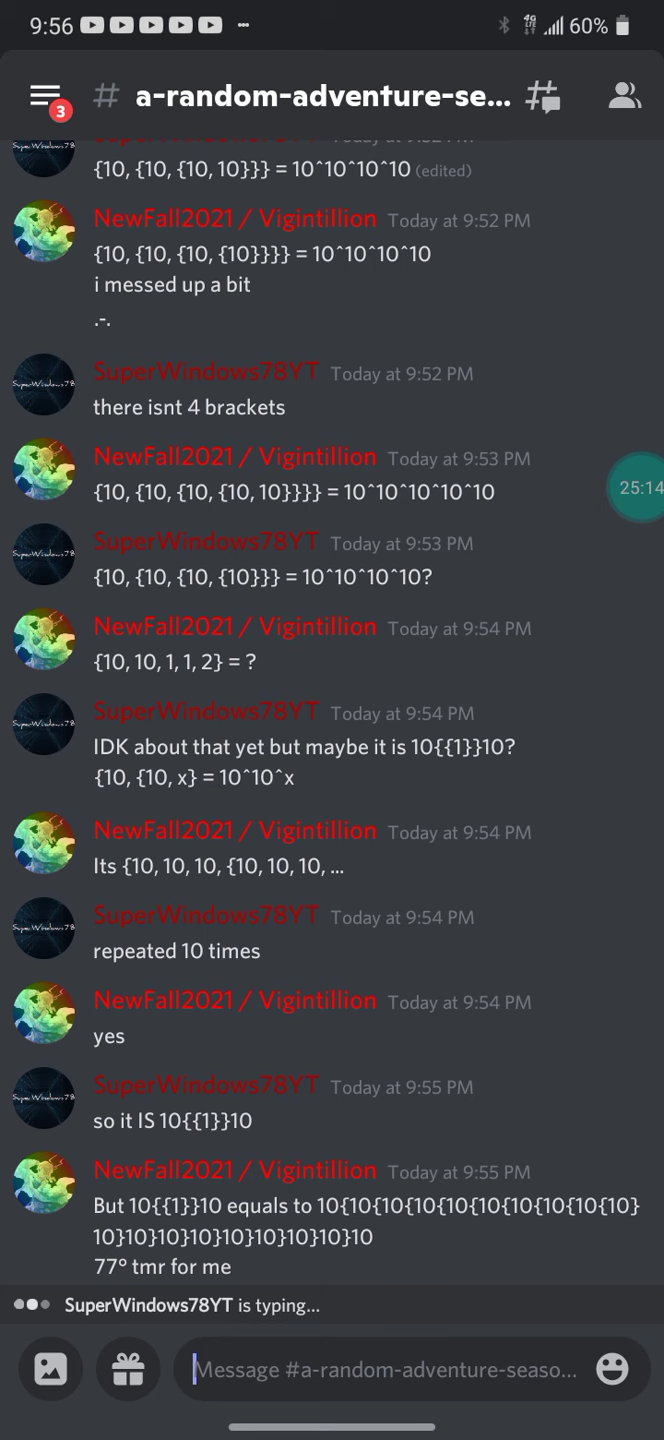 9:56
4G
60%
3
# a-random-adventure-se...
{10, {10, {10, 10}}} = 10^10^10^10 (edited)
NewFall2021 / Vigintillion Today at 9:52 PM
{10, {10, {10, {10}}}} = 10^10^10^10
i messed up a bit
.-.
SuperWindows78YT Today at 9:52 PM
there isnt 4 brackets
NewFall2021 / Vigintillion Today at 9:53 PM
{10, {10, {10, {10, 10}}}} = 10^10^10^10^10
25:14
SuperWindows78YT Today at 9:53 PM
{10, {10, {10, {10}}} = 10^10^10^10?
NewFall2021 / Vigintillion Today at 9:54 PM
{10, 10, 1, 1, 2} = ?
SuperWindows78YT Today at 9:54 PM
IDK about that yet but maybe it is 10{{1}}10?
{10, {10, x} = 10^10^x
NewFall2021 / Vigintillion Today at 9:54 PM
Its {10, 10, 10, {10, 10, 10, ...
SuperWindows78YT Today at 9:54 PM
repeated 10 times
NewFall2021 / Vigintillion Today at 9:54 PM
yes
SuperWindows78YT Today at 9:55 PM
so it IS 10{{1}}10
NewFall2021 / Vigintillion Today at 9:55 PM
But 10{{1}}10 equals to 10{10{10{10{10{10{10{10{10{10}
10}10}10}10}10}10}10}10}10
77° tmr for me
SuperWindows78YT is typing...
Message #a-random-adventure-seaso...